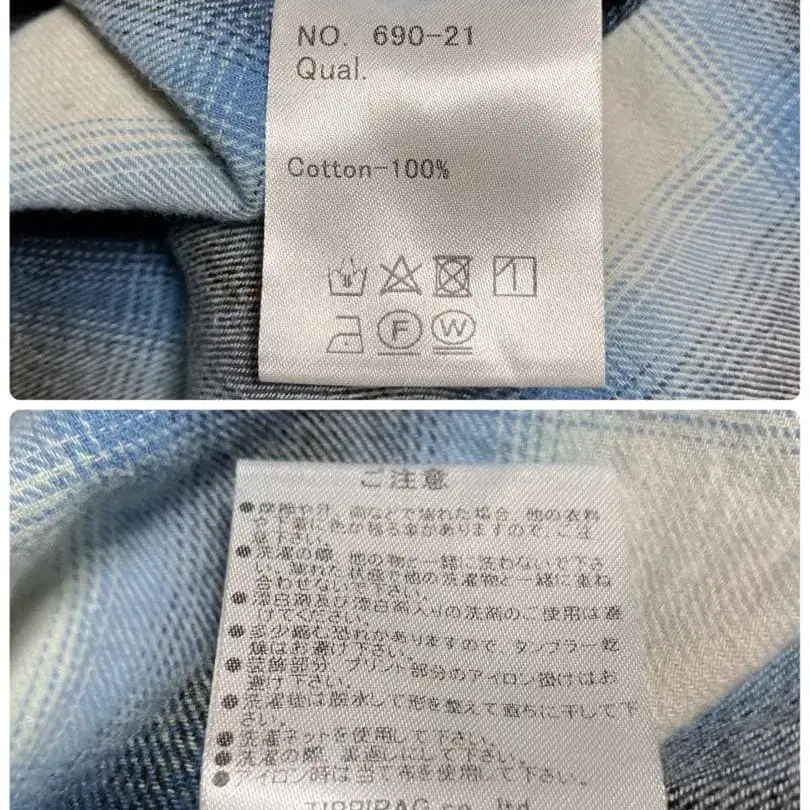 NO. 690-21
Qual.
Cotton-100%
F W
ご注意
●摩擦や汗、雨などで濡れた場合、他の衣料
や下着に色が移る事がありますので、ご注
意下さい。
●洗濯の際、他の物と一緒に洗わないで下さ
い。濡れた状態で他の洗濯物と一緒に重ね
合わせないで下さい。
●漂白剤及び漂白剤入りの洗剤のご使用は避
けてください。
●多少縮む恐れがありますので、タンブラー乾
燥はお避け下さい。
●装飾部分、プリント部分のアイロン掛けはお
避け下さい。
●洗濯後は脱水して形を整えて直ちに干して下
さい。
●洗濯ネットを使用して下さい。
●洗濯の際、裏返しにして下さい。
●アイロン時は当て布を使用して下さい。
co. ltd